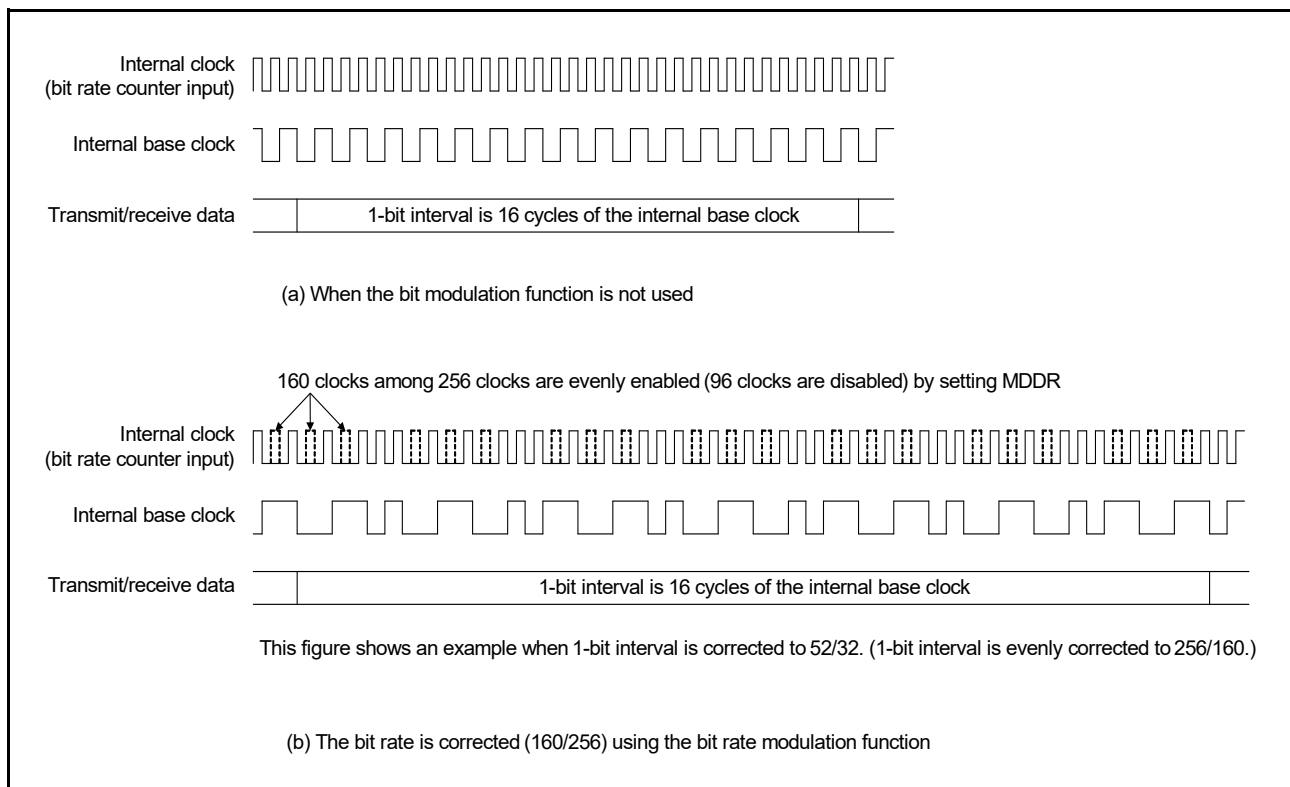 Internal clock
(bit rate counter input)
Internal base clock
Transmit/receive data
1-bit interval is 16 cycles of the internal base clock
(a) When the bit modulation function is not used
160 clocks among 256 clocks are evenly enabled (96 clocks are disabled) by setting MDDR
Internal clock
(bit rate counter input)
Internal base clock
Transmit/receive data
1-bit interval is 16 cycles of the internal base clock
This figure shows an example when 1-bit interval is corrected to 52/32. (1-bit interval is evenly corrected to 256/160.)
(b) The bit rate is corrected (160/256) using the bit rate modulation function